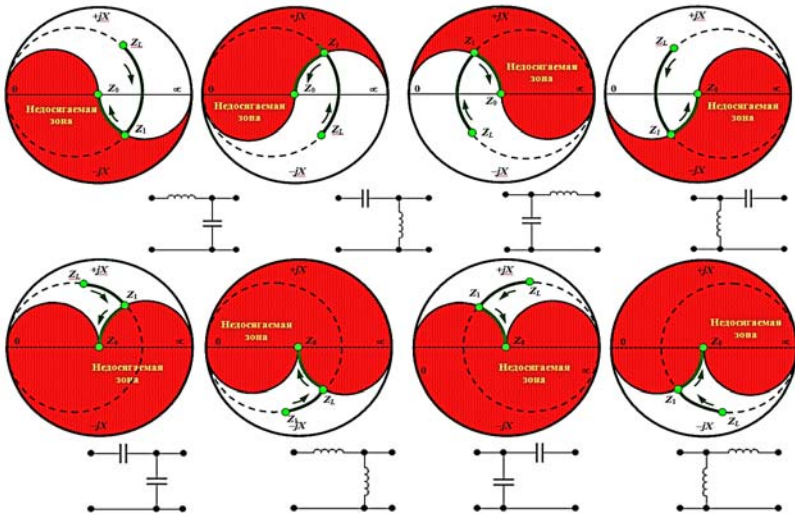 +jX
Z_L
0
Z_0
∝
Недосягаемая
зона
Z_1
−jX
+jX
Z_1
0
Z_0
∝
Недосягаемая
зона
Z_L
−jX
+jX
Z_1
Недосягаемая
зона
0
Z_0
∝
Z_L
−jX
+jX
Z_L
0
Z_0
∝
Недосягаемая
зона
Z_1
−jX
+jX
Z_L
Z_1
0
Z_0
∝
Недосягаемая
зона
−jX
+jX
Недосягаемая
зона
0
Z_0
∝
Z_L
−jX
+jX
Z_L
Z_1
Z_0
Недосягаемая
зона
0
∝
−jX
+jX
Недосягаемая
зона
0
Z_0
∝
Z_1
Z_L
−jX